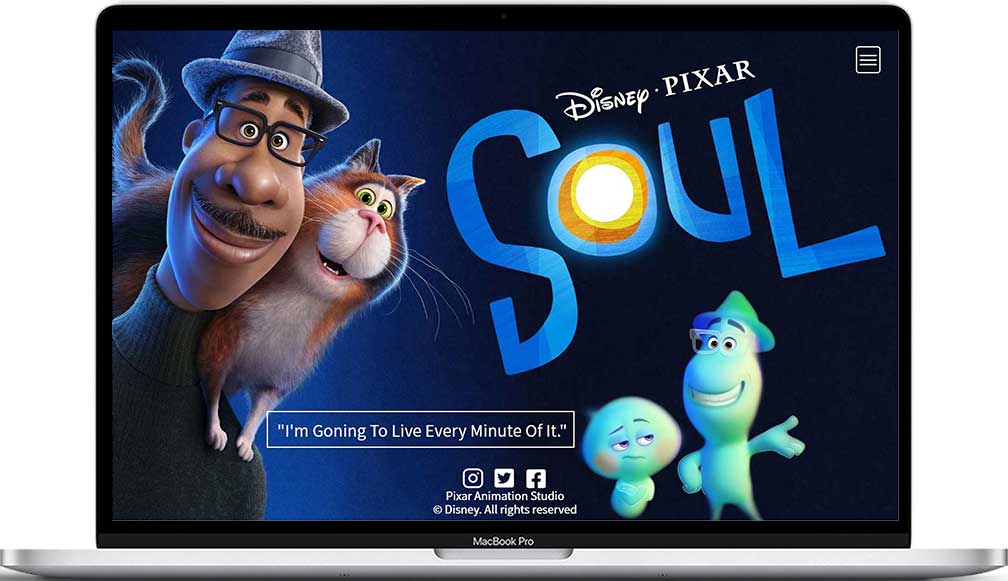 Disney · PIXAR
SOUL
"I'm Goning To Live Every Minute Of It."
Pixar Animation Studio
© Disney. All rights reserved
MacBook Pro